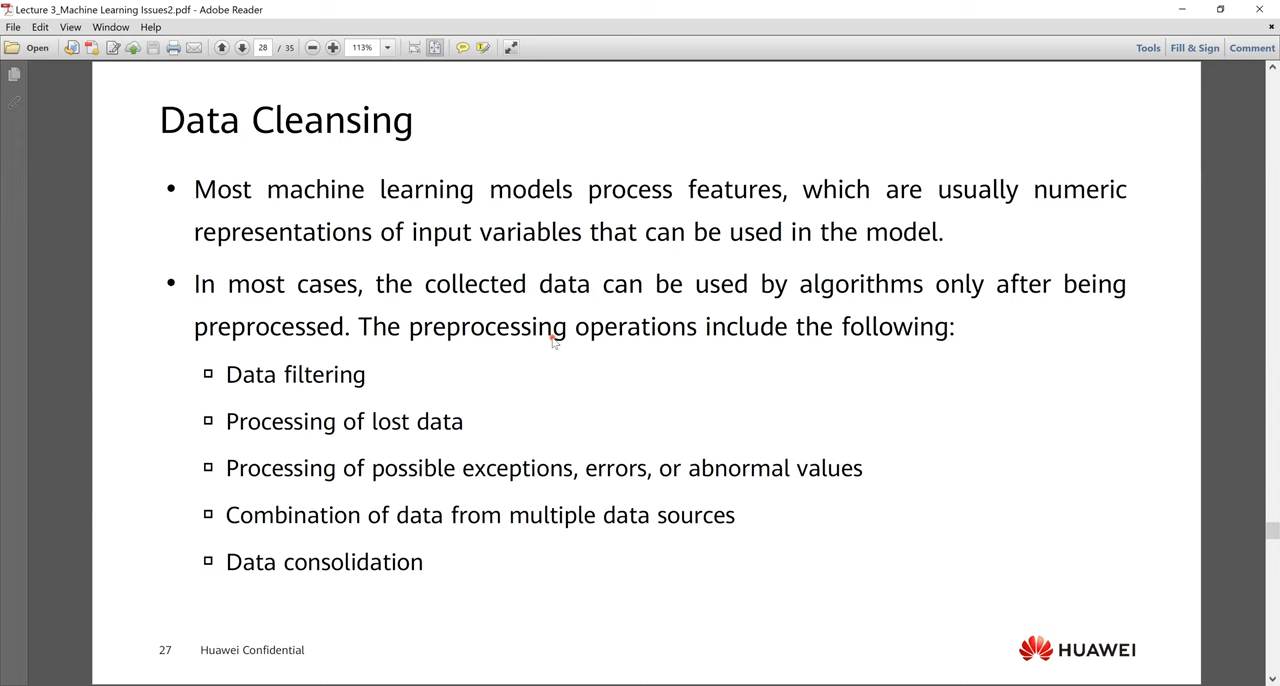 Lecture 3_Machine Learning Issues2.pdf - Adobe Reader
File Edit View Window Help
Open 28 / 35 113% Tools Fill & Sign Comment
Data Cleansing
• Most machine learning models process features, which are usually numeric
representations of input variables that can be used in the model.
• In most cases, the collected data can be used by algorithms only after being
preprocessed. The preprocessing operations include the following:
▫ Data filtering
▫ Processing of lost data
▫ Processing of possible exceptions, errors, or abnormal values
▫ Combination of data from multiple data sources
▫ Data consolidation
27 Huawei Confidential HUAWEI